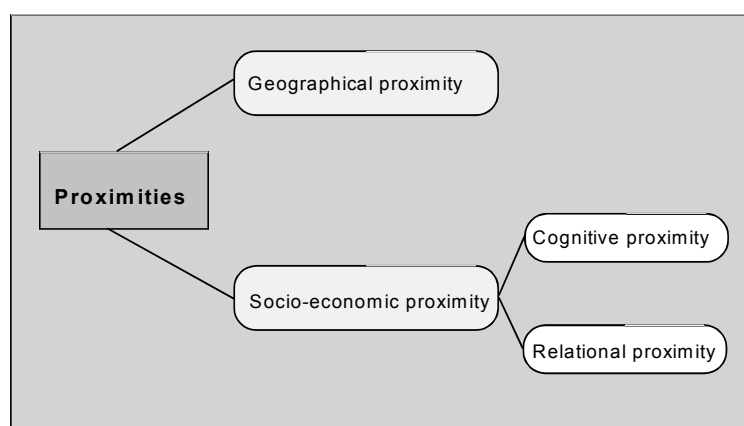 Geographical proximity
Proximities
Cognitive proximity
Socio-economic proximity
Relational proximity